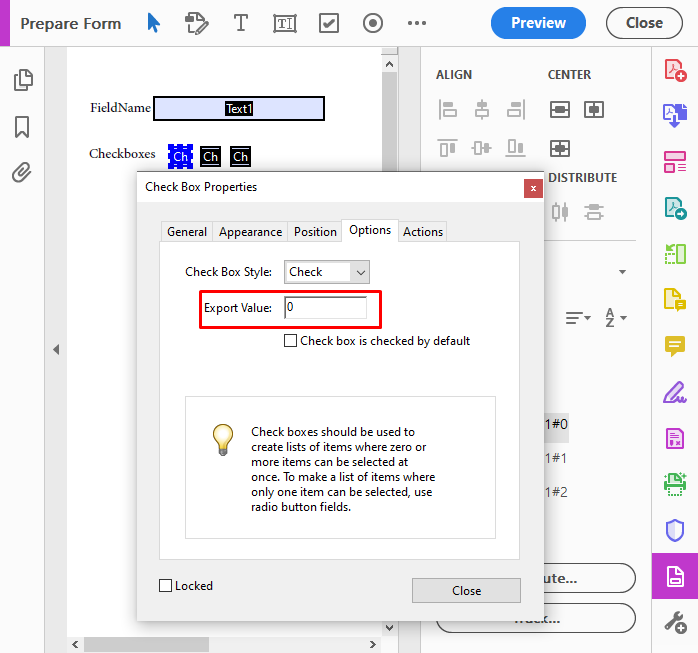 Prepare Form
T
T
Preview
Close
ALIGN
CENTER
FieldName
Text1
Checkboxes
Ch
Ch
Ch
DISTRIBUTE
Check Box Properties
x
General
Appearance
Position
Options
Actions
Check Box Style:
Check
Export Value:
0
Check box is checked by default
A
Z
Check boxes should be used to
create lists of items where zero or
more items can be selected at
once. To make a list of items where
only one item can be selected, use
radio button fields.
1#0
1#1
1#2
Locked
Close
ute...